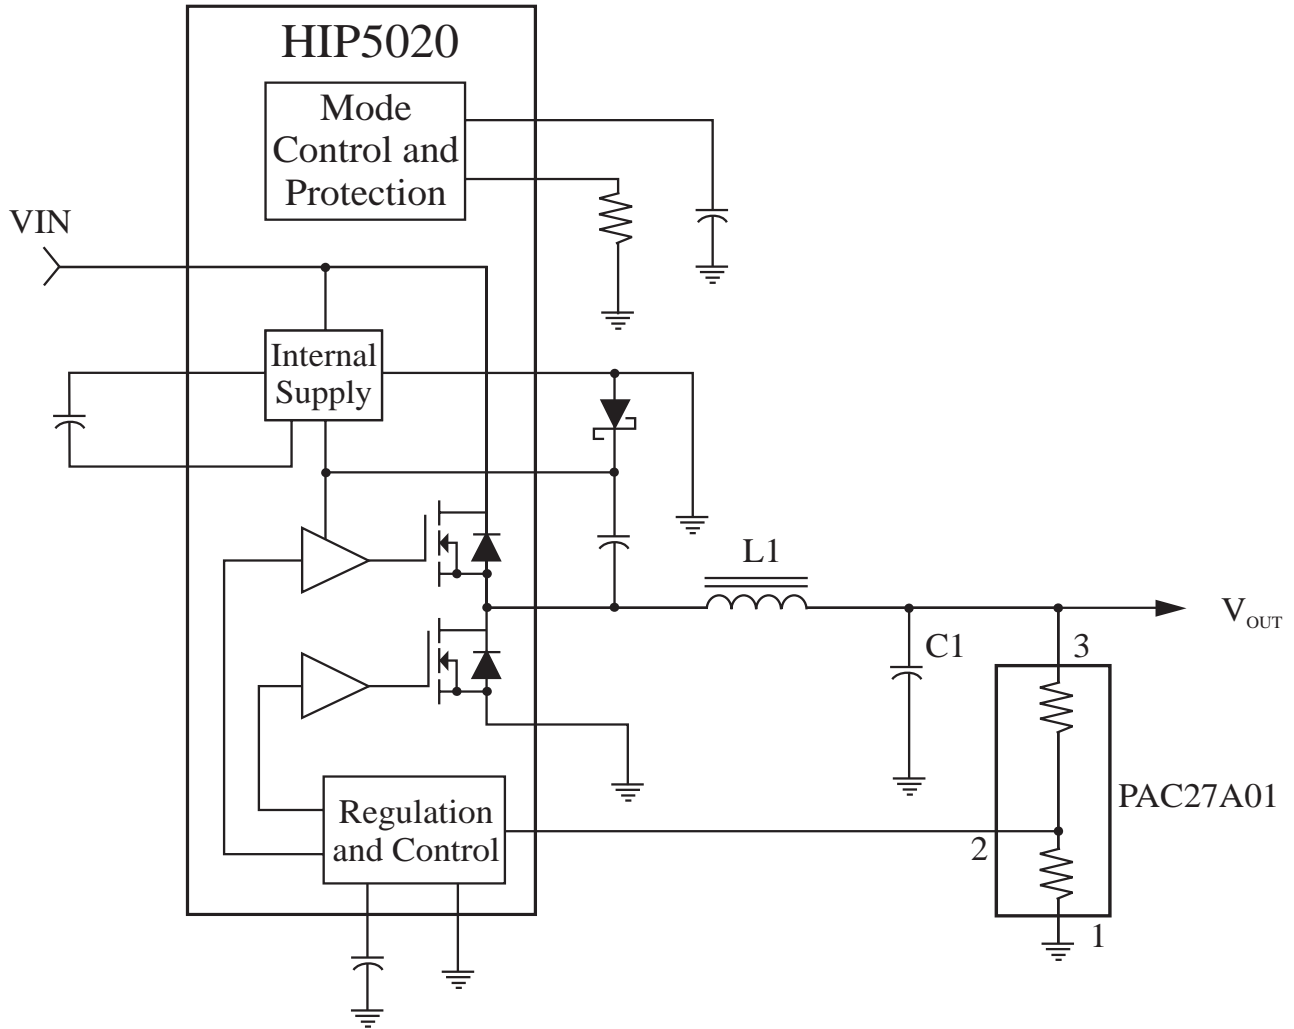 HIP5020
Mode
Control and
Protection
VIN
Internal
Supply
L1
VOUT
C1
3
PAC27A01
Regulation
and Control
2
1